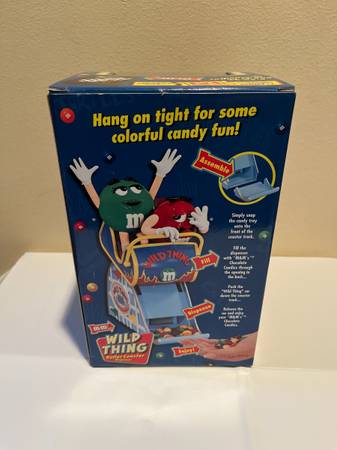 Hang on tight for some
colorful candy fun!
Assemble
Simply snap
the candy tray
onto the
front of the
coaster track...
m
WILD THING
m
Fill
Fill the
dispenser
with "M&M's"™
Chocolate
Candies through
the opening in
the back...
Push the
"Wild Thing" car
down the coaster
track...
Dispense
Release the
car and enjoy
your "M&M's"™
Chocolate
Candies.
m&m's
WILD
THING
Roller Coaster
Enjoy!